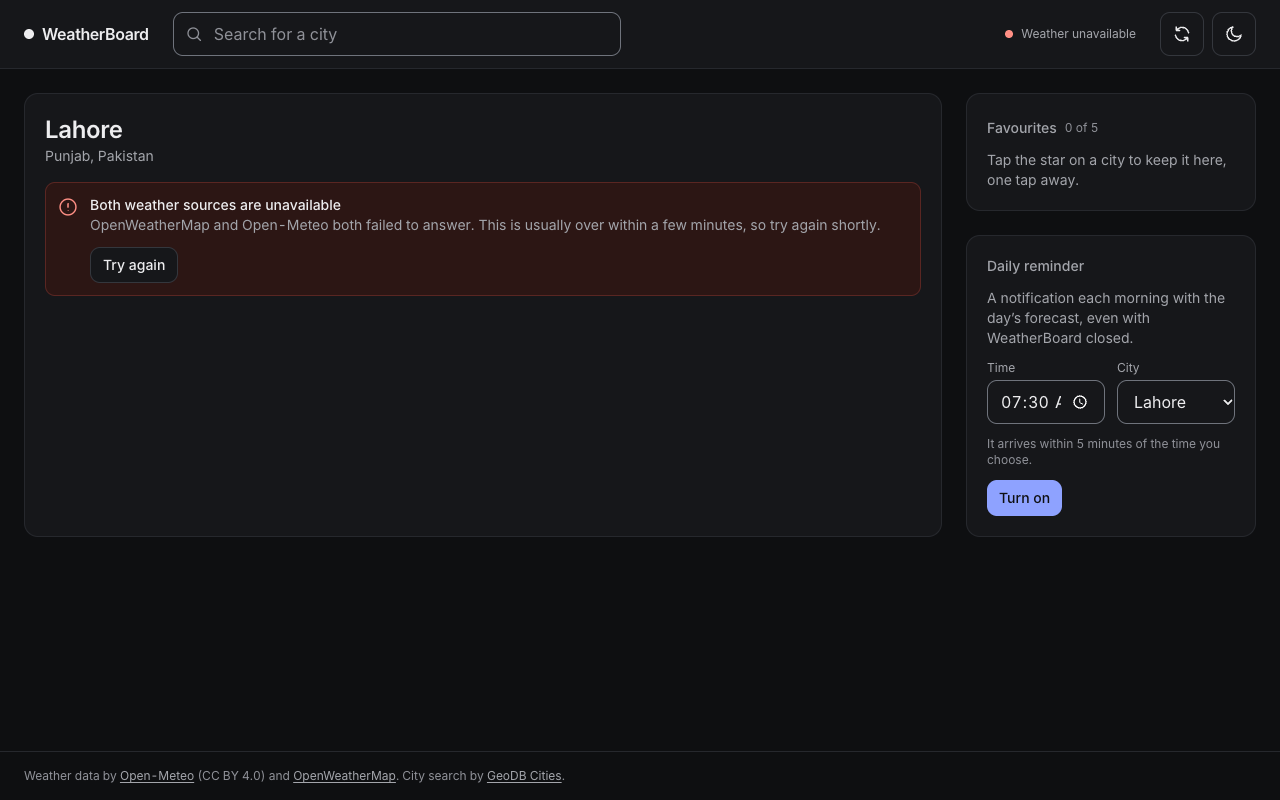 WeatherBoard
Search for a city
Weather unavailable
Lahore
Punjab, Pakistan
Both weather sources are unavailable
OpenWeatherMap and Open-Meteo both failed to answer. This is usually over within a few minutes, so try again shortly.
Try again
Favourites 0 of 5
Tap the star on a city to keep it here,
one tap away.
Daily reminder
A notification each morning with the
day’s forecast, even with
WeatherBoard closed.
Time City
07:30 Lahore
It arrives within 5 minutes of the time you
choose.
Turn on
Weather data by Open-Meteo (CC BY 4.0) and OpenWeatherMap. City search by GeoDB Cities.